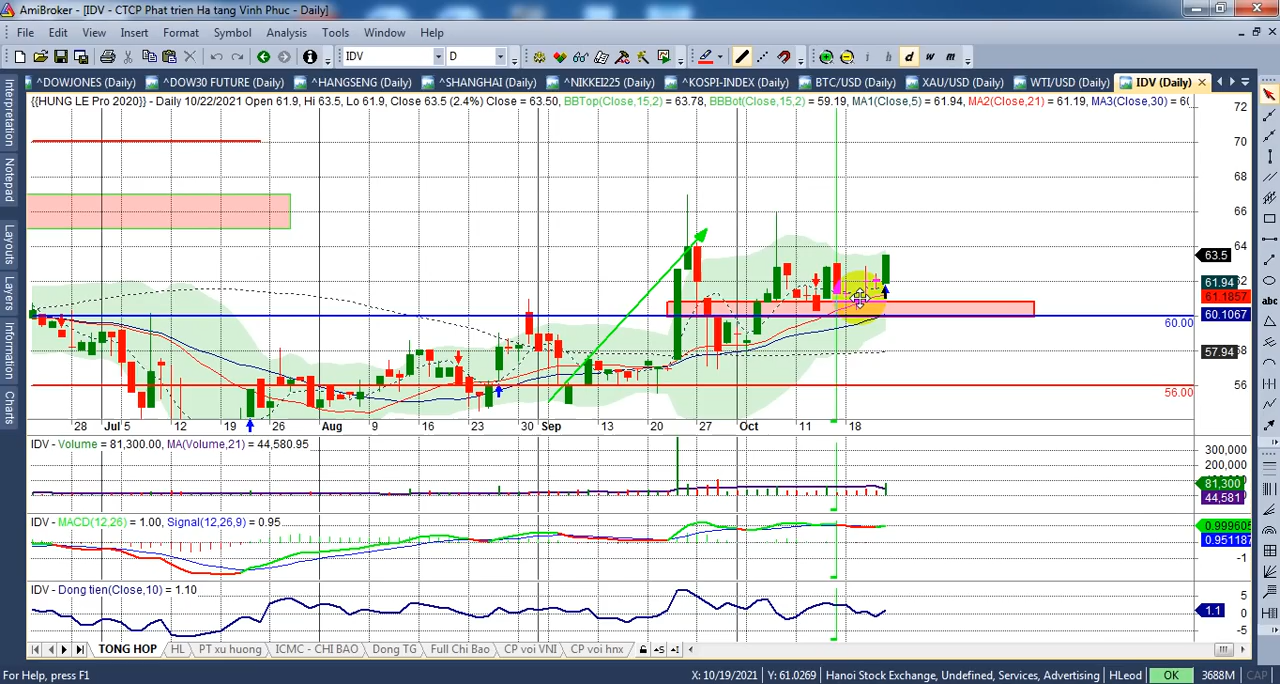 AmiBroker - [IDV - CTCP Phat trien Ha tang Vinh Phuc - Daily]
File Edit View Insert Format Symbol Analysis Tools Window Help
IDV D i h d w m
^DOWJONES (Daily) ^DOW30 FUTURE (Daily) ^HANGSENG (Daily) ^SHANGHAI (Daily) ^NIKKEI225 (Daily) ^KOSPI-INDEX (Daily) BTC/USD (Daily) XAU/USD (Daily) WTI/USD (Daily) IDV (Daily)
{{HUNG LE Pro 2020}} - Daily 10/22/2021 Open 61.9, Hi 63.5, Lo 61.9, Close 63.5 (2.4%) Close = 63.50, BBTop(Close,15,2) = 63.78, BBBot(Close,15,2) = 59.19, MA1(Close,5) = 61.94, MA2(Close,21) = 61.19, MA3(Close,30) = 60
Interpretation
Notepad
Layouts
Layers
Information
Charts
abc
72
70
68
66
64
63.5
61.94
61.1857
60.1067
60.00
57.94
56
56.00
28 Jul 5 12 19 26 Aug 9 16 23 30 Sep 13 20 27 Oct 11 18
IDV - Volume = 81,300.00, MA(Volume,21) = 44,580.95
300,000
200,000
81,300
44,581
IDV - MACD(12,26) = 1.00, Signal(12,26,9) = 0.95
0.999605
0.951187
-1
IDV - Dong tien(Close,10) = 1.10
5
1.1
0
-5
TONG HOP HL PT xu huong ICMC - CHI BAO Dong TG Full Chi Bao CP voi VNI CP voi hnx
For Help, press F1 X: 10/19/2021 Y: 61.0269 Hanoi Stock Exchange, Undefined, Services, Advertising HLeod OK 3688M CAP